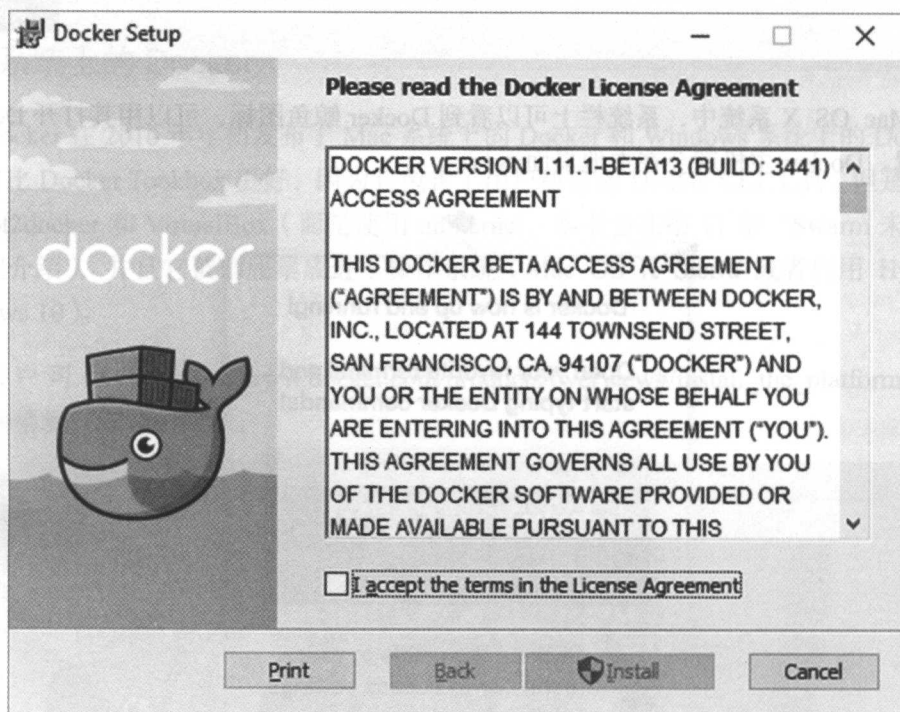 Docker Setup
Please read the Docker License Agreement
DOCKER VERSION 1.11.1-BETA13 (BUILD: 3441)
ACCESS AGREEMENT
THIS DOCKER BETA ACCESS AGREEMENT
(“AGREEMENT”) IS BY AND BETWEEN DOCKER,
INC., LOCATED AT 144 TOWNSEND STREET,
SAN FRANCISCO, CA, 94107 (“DOCKER”) AND
YOU OR THE ENTITY ON WHOSE BEHALF YOU
ARE ENTERING INTO THIS AGREEMENT (“YOU”).
THIS AGREEMENT GOVERNS ALL USE BY YOU
OF THE DOCKER SOFTWARE PROVIDED OR
MADE AVAILABLE PURSUANT TO THIS
docker
I accept the terms in the License Agreement
Print
Back
Install
Cancel